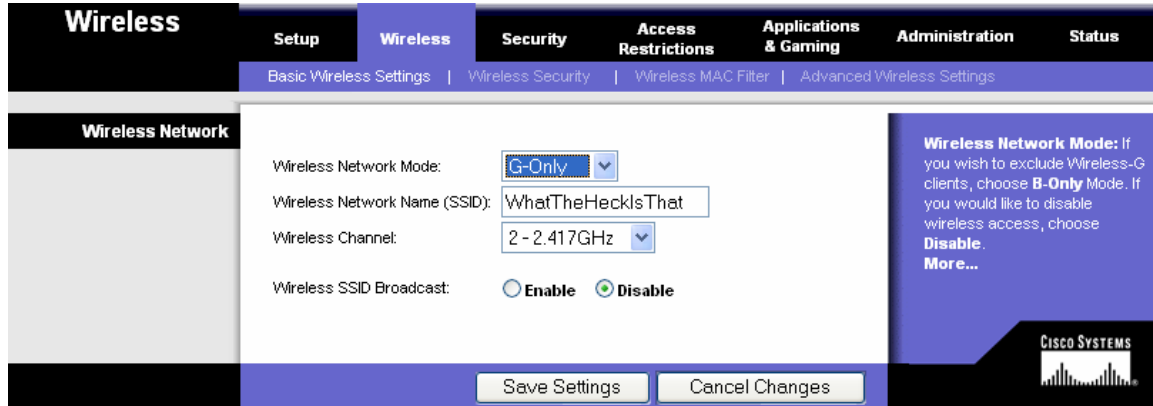 Wireless
Setup
Wireless
Security
Access
Restrictions
Applications
& Gaming
Administration
Status
Basic Wireless Settings | Wireless Security | Wireless MAC Filter | Advanced Wireless Settings
Wireless Network
Wireless Network Mode: G-Only
Wireless Network Name (SSID): WhatTheHeckIsThat
Wireless Channel: 2 - 2.417GHz
Wireless SSID Broadcast: Enable Disable
Wireless Network Mode: If
you wish to exclude Wireless-G
clients, choose B-Only Mode. If
you would like to disable
wireless access, choose
Disable.
More...
CISCO SYSTEMS
Save Settings
Cancel Changes